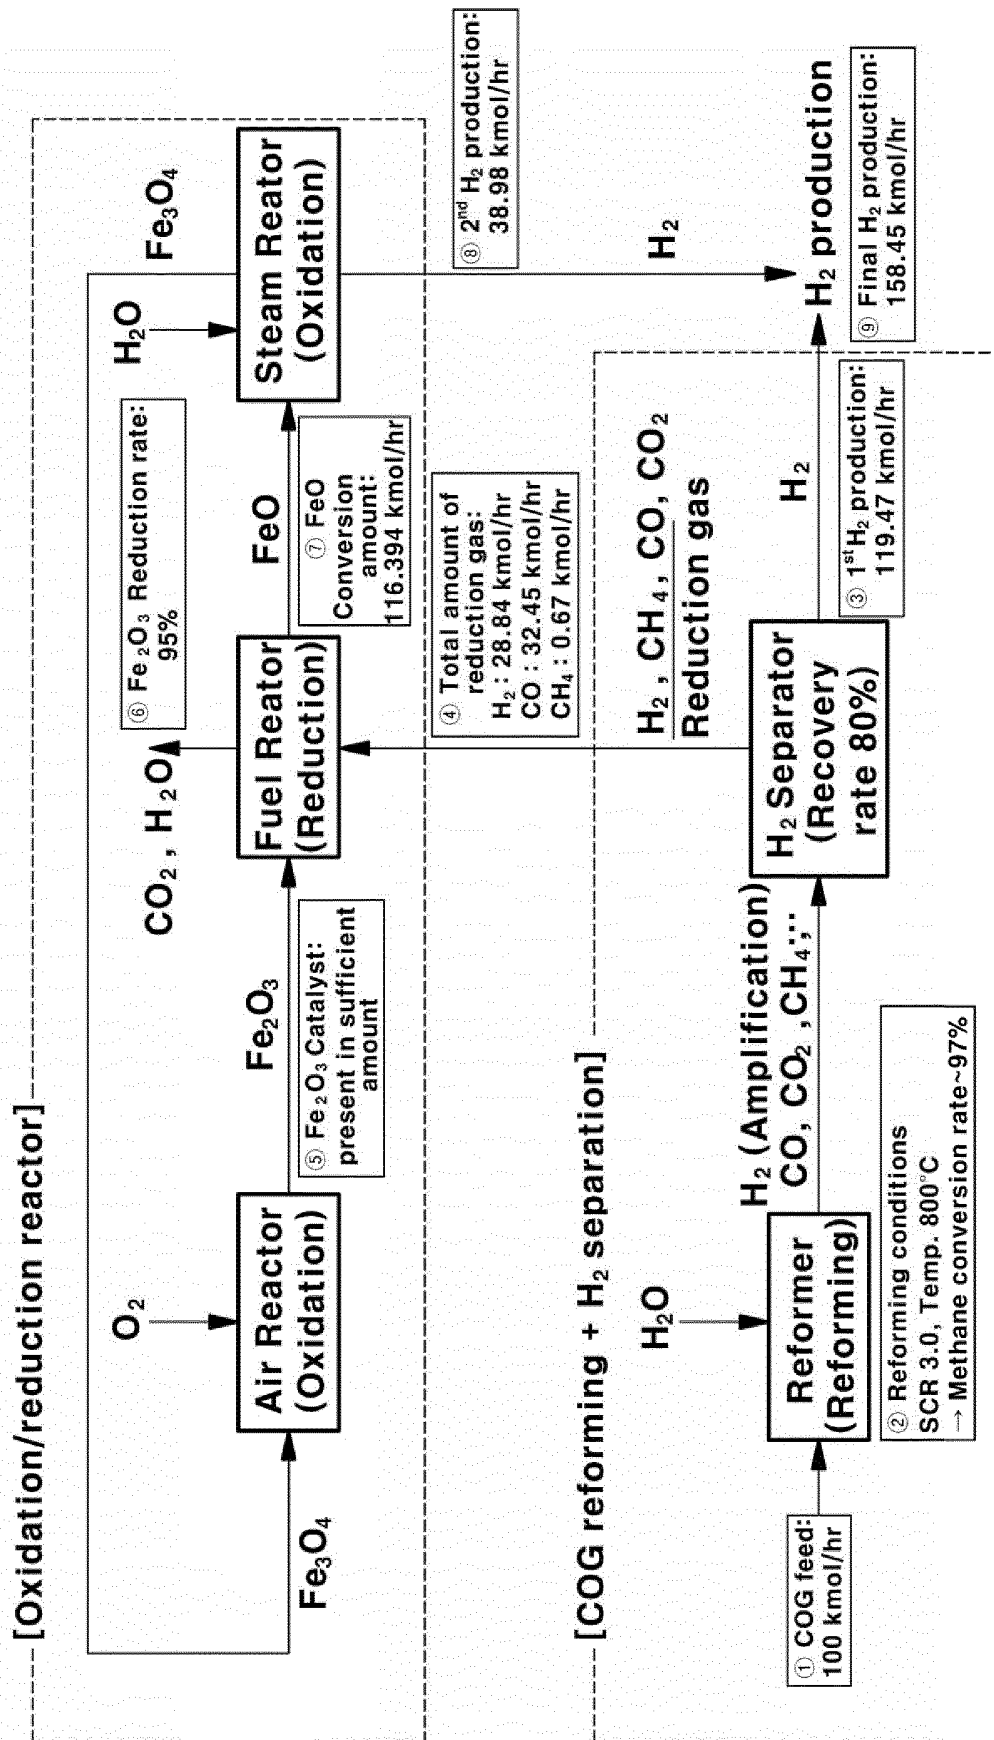 [Oxidation/reduction reactor]
Fe₃O₄
O₂
Air Reactor
(Oxidation)
Fe₂O₃
⑤ Fe₂O₃ Catalyst:
present in sufficient
amount
CO₂, H₂O
Fuel Reator
(Reduction)
⑥ Fe₂O₃ Reduction rate:
95%
FeO
⑦ FeO
Conversion
amount:
116.394 kmol/hr
H₂O
Steam Reator
(Oxidation)
Fe₃O₄
⑧ 2ⁿᵈ H₂ production:
38.98 kmol/hr
H₂
④ Total amount of
reduction gas:
H₂ : 28.84 kmol/hr
CO : 32.45 kmol/hr
CH₄ : 0.67 kmol/hr
[COG reforming + H₂ separation]
① COG feed:
100 kmol/hr
H₂O
Reformer
(Reforming)
② Reforming conditions
SCR 3.0, Temp. 800°C
→ Methane conversion rate~97%
H₂ (Amplification)
CO, CO₂ ,CH₄,...
H₂ Separator
(Recovery
rate 80%)
H₂ , CH₄, CO, CO₂
Reduction gas
H₂
③ 1ˢᵗ H₂ production:
119.47 kmol/hr
H₂ production
⑨ Final H₂ production:
158.45 kmol/hr